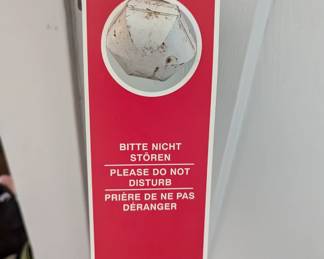 BITTE NICHT
STÖREN
PLEASE DO NOT
DISTURB
PRIÈRE DE NE PAS
DÉRANGER